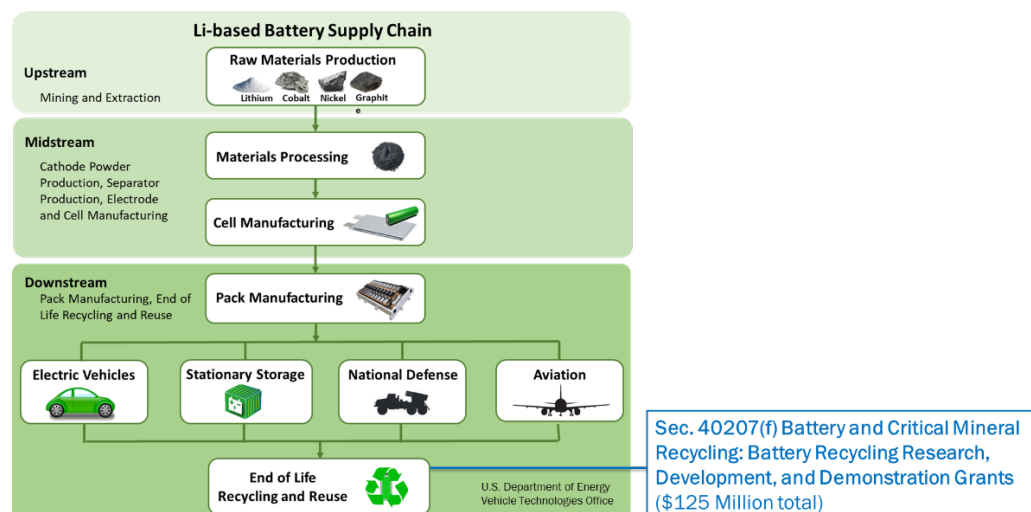 Li-based Battery Supply Chain
Upstream
Mining and Extraction
Raw Materials Production
Lithium Cobalt Nickel Graphit
e
Midstream
Cathode Powder
Production, Separator
Production, Electrode
and Cell Manufacturing
Materials Processing
Cell Manufacturing
Downstream
Pack Manufacturing, End of
Life Recycling and Reuse
Pack Manufacturing
Electric Vehicles
Stationary Storage
National Defense
Aviation
End of Life
Recycling and Reuse
U.S. Department of Energy
Vehicle Technologies Office
Sec. 40207(f) Battery and Critical Mineral
Recycling: Battery Recycling Research,
Development, and Demonstration Grants
($125 Million total)